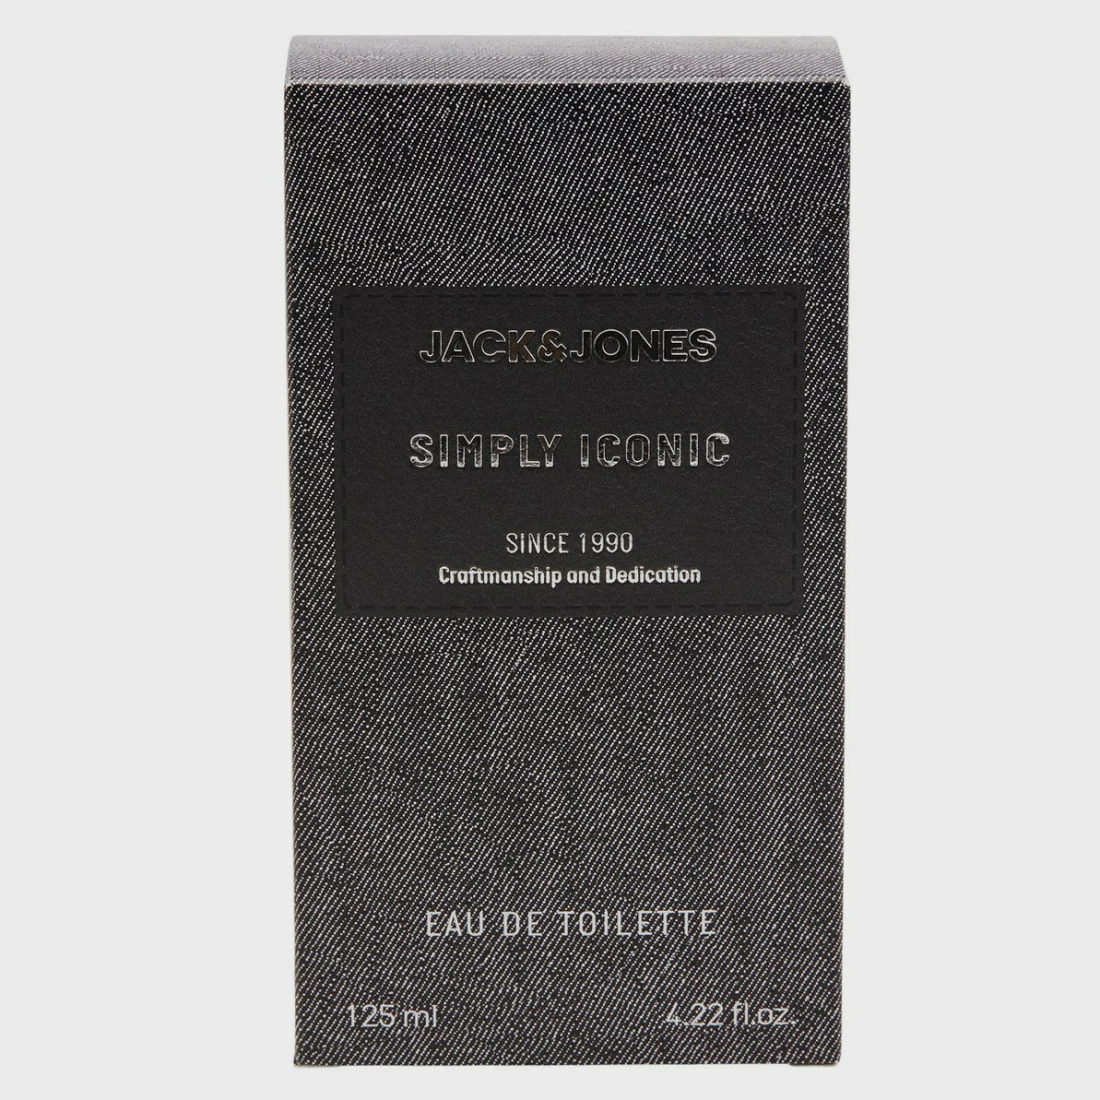 JACK&JONES
SIMPLY ICONIC
SINCE 1990
Craftmanship and Dedication
EAU DE TOILETTE
125 ml 4.22 fl.oz.